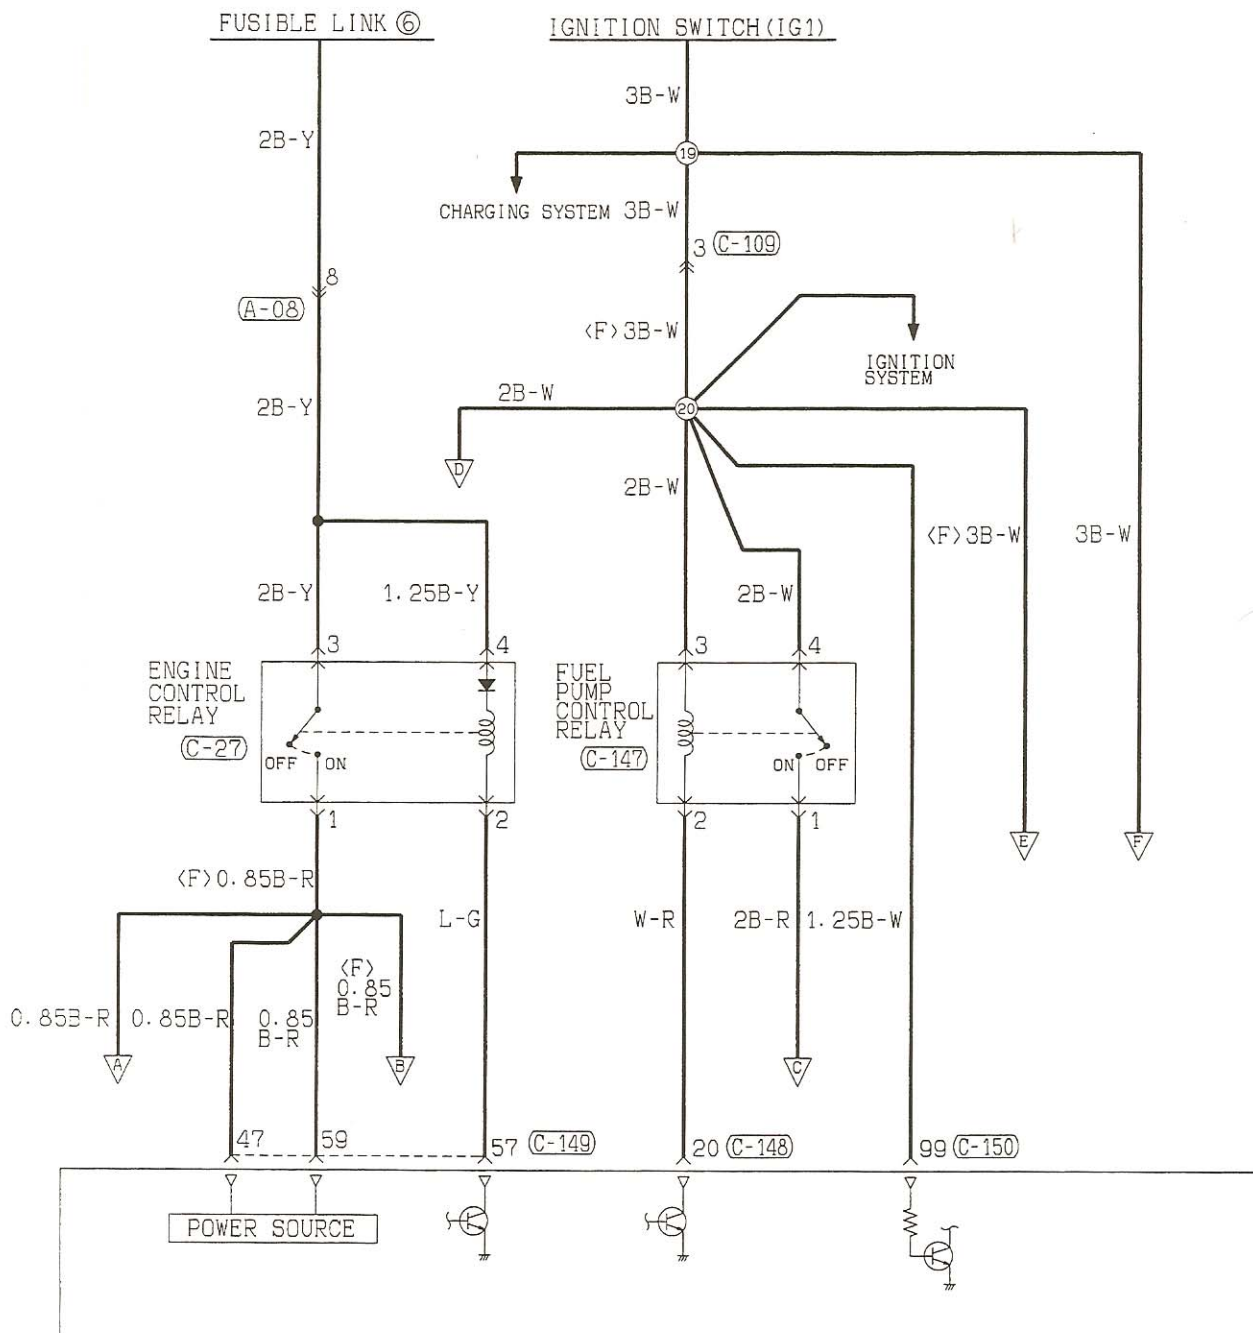 FUSIBLE LINK ⑥
IGNITION SWITCH(IG1)
3B-W
2B-Y
19
CHARGING SYSTEM
3B-W
3
C-109
8
A-08
<F>3B-W
IGNITION
SYSTEM
2B-W
2B-Y
20
D
2B-W
<F>3B-W
3B-W
2B-Y
1.25B-Y
2B-W
3
4
3
4
ENGINE
CONTROL
RELAY
C-27
OFF
ON
FUEL
PUMP
CONTROL
RELAY
C-147
ON
OFF
1
2
2
1
E
F
<F>0.85B-R
L-G
W-R
2B-R
1.25B-W
<F>
0.85
B-R
0.85B-R
0.85B-R
0.85
B-R
A
B
C
47
59
57
C-149
20
C-148
99
C-150
POWER SOURCE